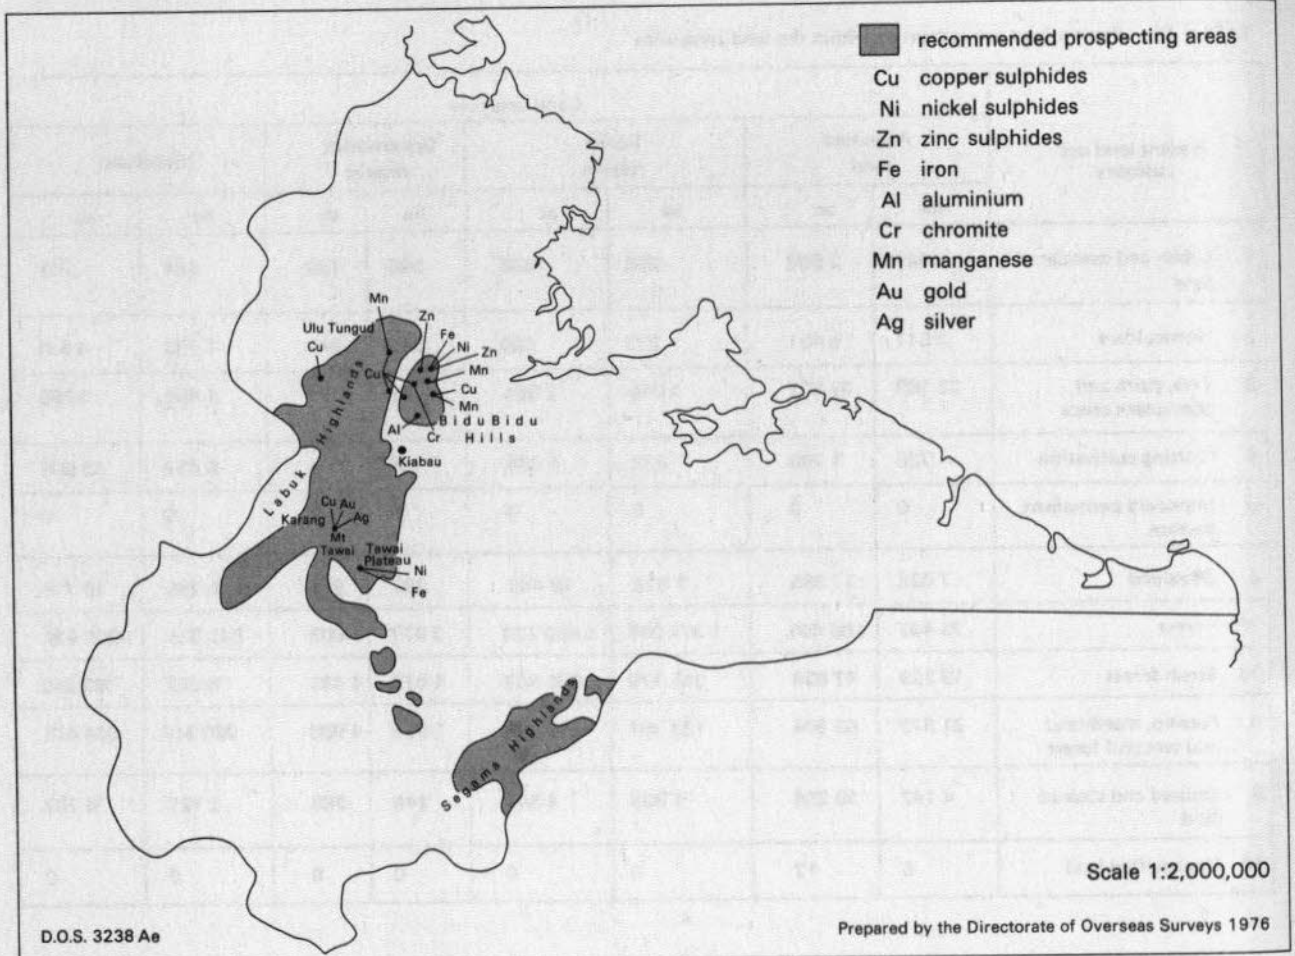 recommended prospecting areas
Cu copper sulphides
Ni nickel sulphides
Zn zinc sulphides
Fe iron
Al aluminium
Cr chromite
Mn manganese
Au gold
Ag silver
Mn
Zn
Ulu Tungud
Fe
Cu
Ni
Zn
Cu
Mn
Cu
Mn
Al
Bidu Bidu
Hills
Cr
Kiabau
Labuk Highlands
Cu Au
Karang
Ag
Mt
Tawai
Tawai
Plateau
Ni
Fe
Segama Highlands
Scale 1:2,000,000
D.O.S. 3238 Ae
Prepared by the Directorate of Overseas Surveys 1976